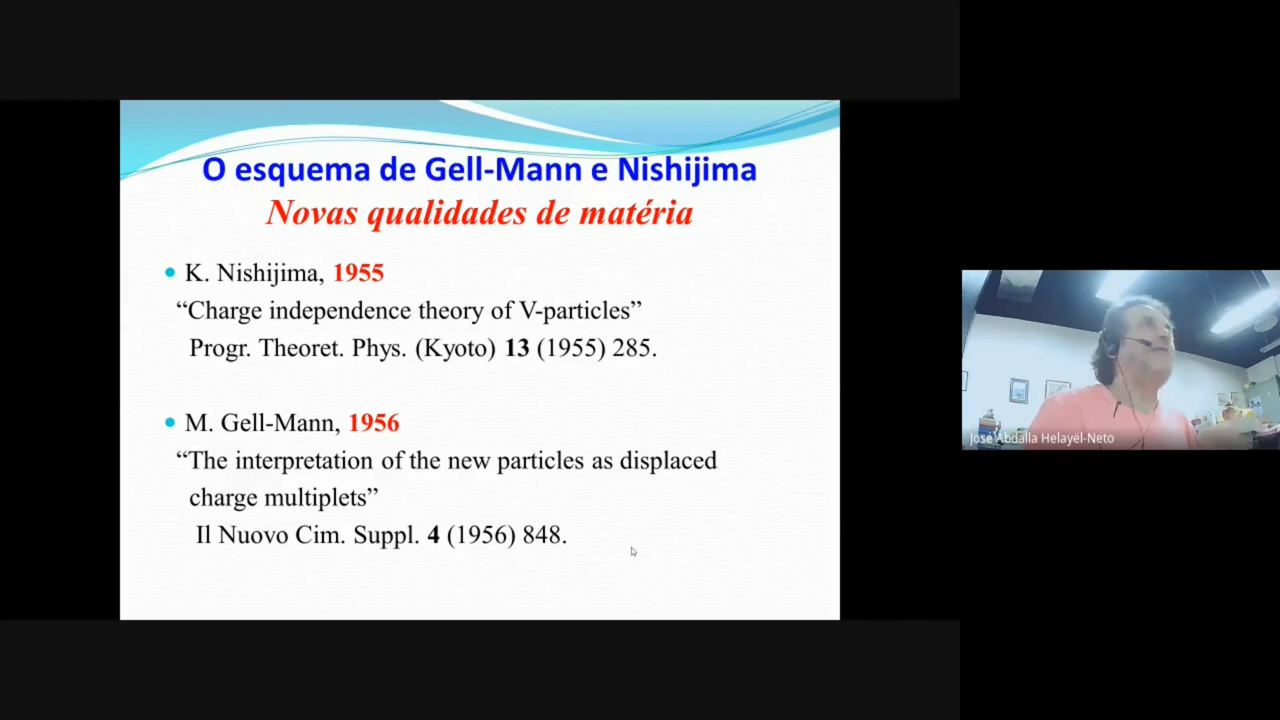 O esquema de Gell-Mann e Nishijima
Novas qualidades de matéria
• K. Nishijima, 1955
“Charge independence theory of V-particles”
Progr. Theoret. Phys. (Kyoto) 13 (1955) 285.
• M. Gell-Mann, 1956
“The interpretation of the new particles as displaced
charge multiplets”
Il Nuovo Cim. Suppl. 4 (1956) 848.
José Abdalla Helayël-Neto